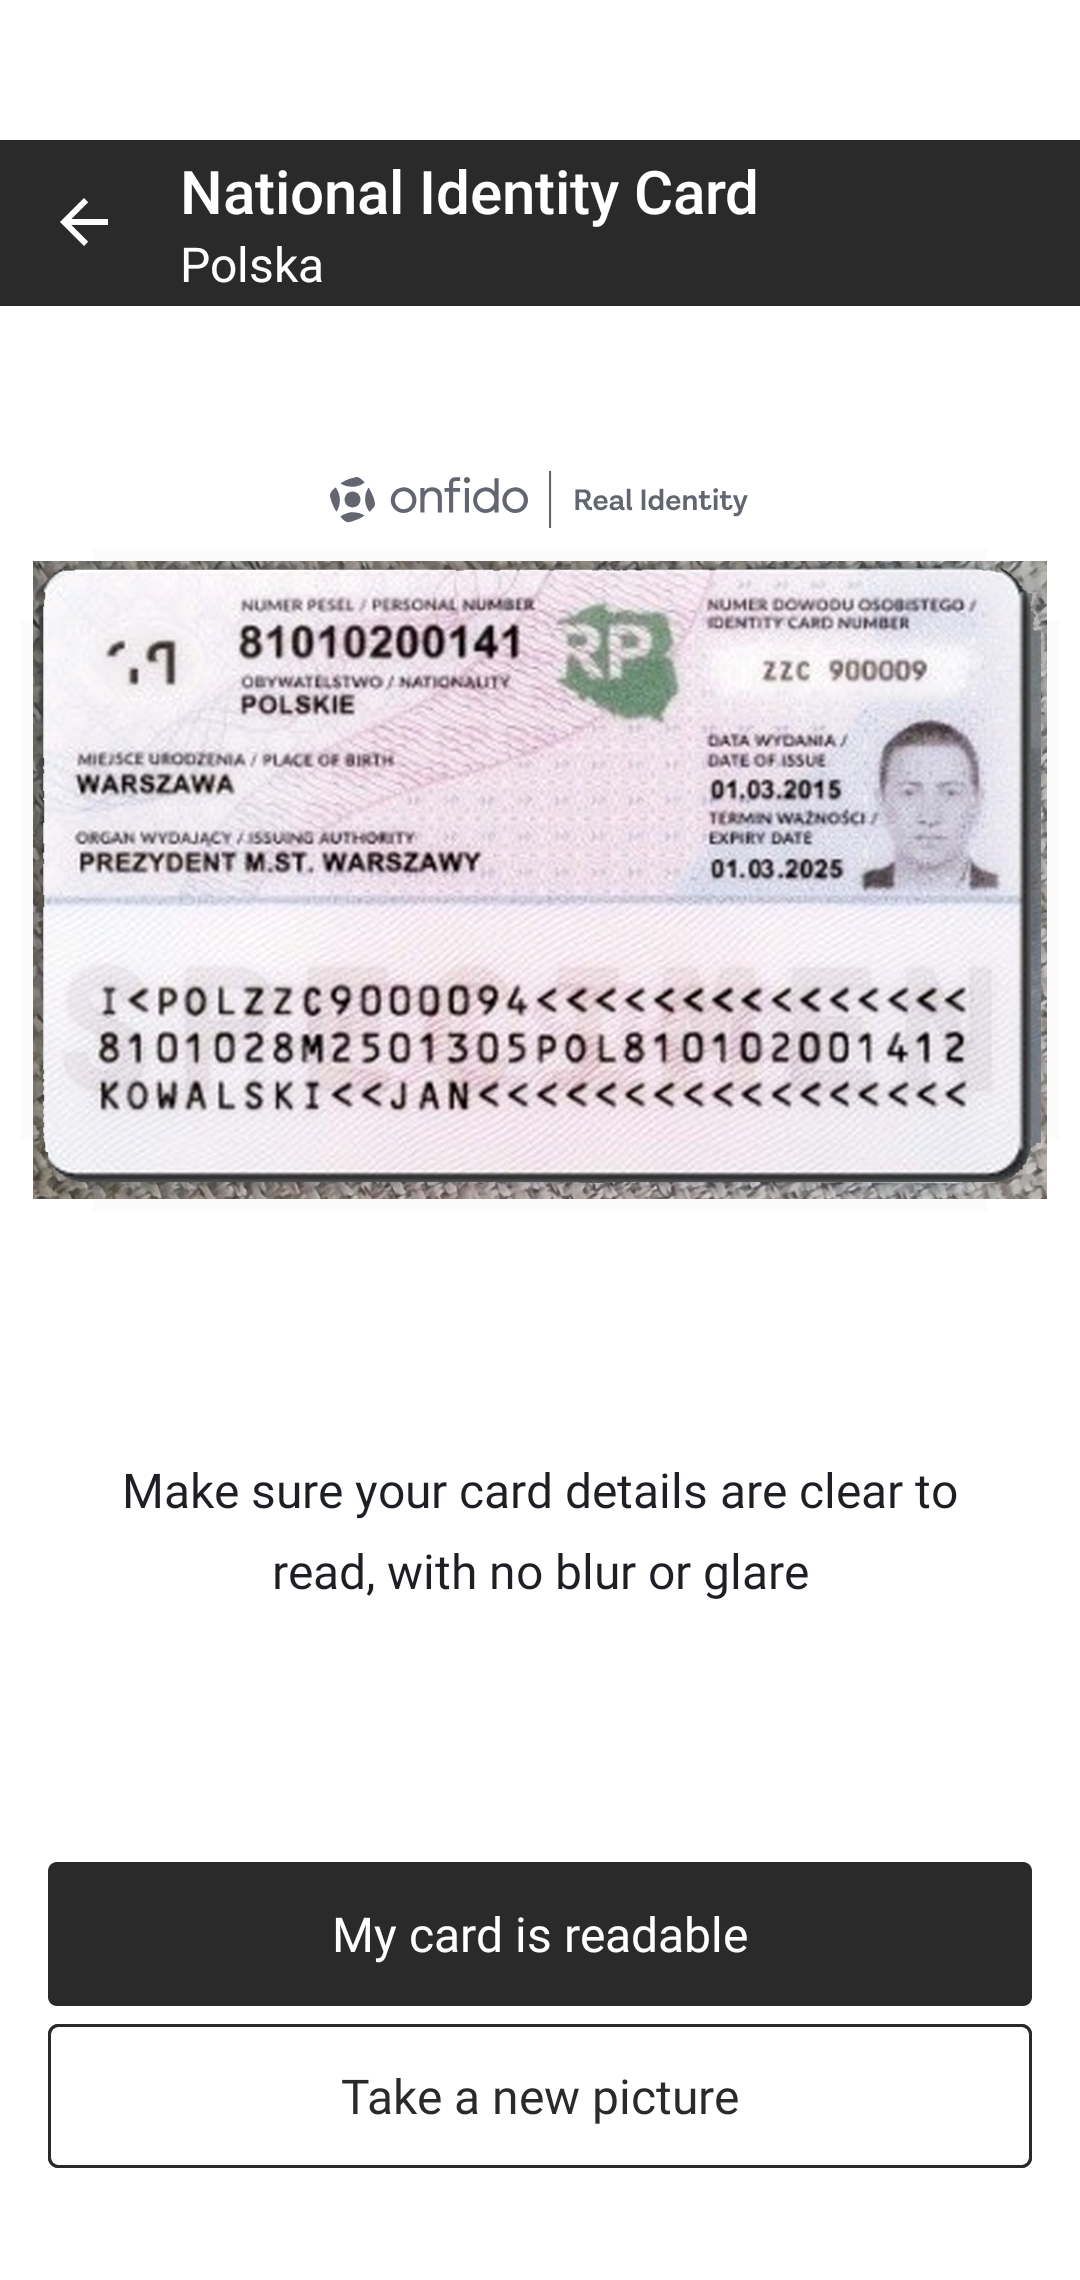 National Identity Card
Polska
onfido | Real Identity
NUMER PESEL / PERSONAL NUMBER
81010200141
OBYWATELSTWO / NATIONALITY
POLSKIE
RP
NUMER DOWODU OSOBISTEGO /
IDENTITY CARD NUMBER
ZZC 900009
MIEJSCE URODZENIA / PLACE OF BIRTH
WARSZAWA
ORGAN WYDAJĄCY / ISSUING AUTHORITY
PREZYDENT M.ST. WARSZAWY
DATA WYDANIA /
DATE OF ISSUE
01.03.2015
TERMIN WAŻNOŚCI /
EXPIRY DATE
01.03.2025
SPECIMEN
I<POLZZC9000094<<<<<<<<<<<<<<<
8101028M2501305POL810102001412
KOWALSKI<<JAN<<<<<<<<<<<<<<<<<
Make sure your card details are clear to
read, with no blur or glare
My card is readable
Take a new picture